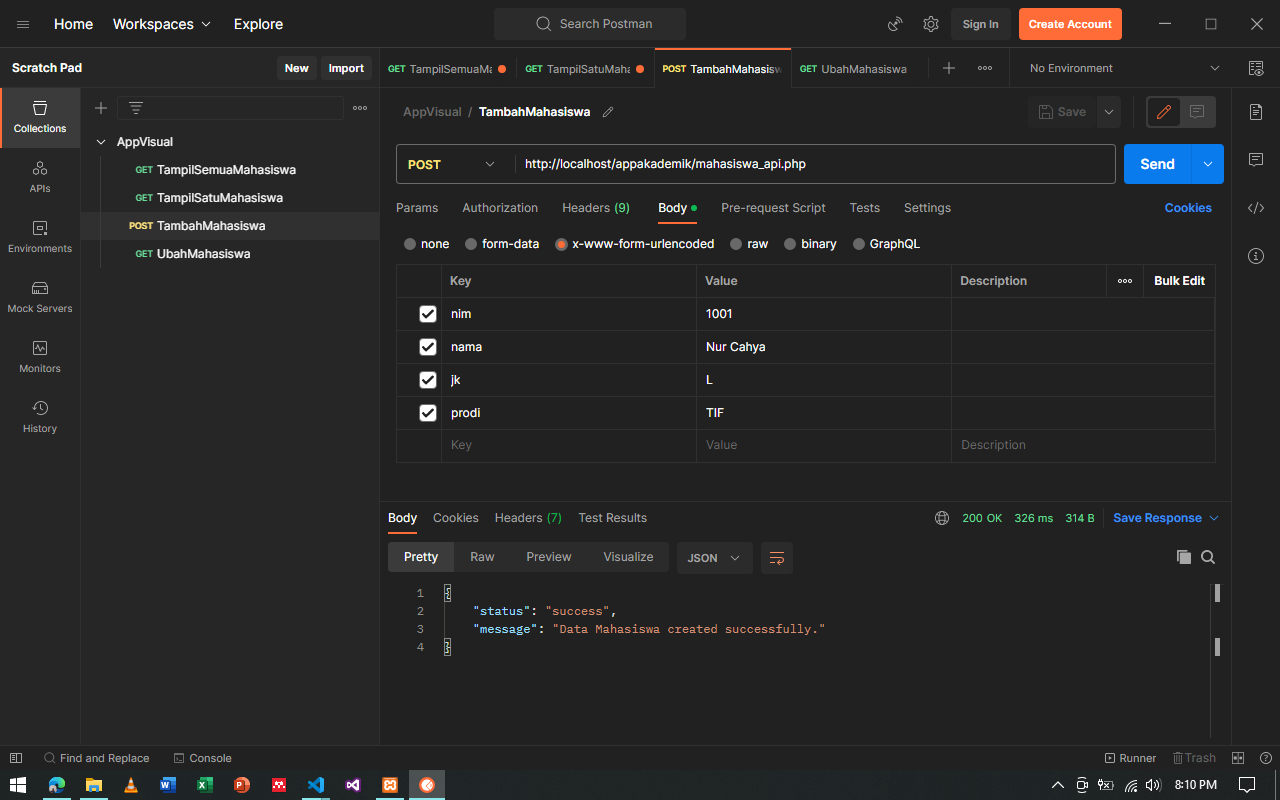 Home Workspaces Explore Search Postman Sign In Create Account
Scratch Pad New Import
GET TampilSemuaMa GET TampilSatuMaha POST TambahMahasisw GET UbahMahasiswa No Environment
Collections
APIs
Environments
Mock Servers
Monitors
History
AppVisual
GET TampilSemuaMahasiswa
GET TampilSatuMahasiswa
POST TambahMahasiswa
GET UbahMahasiswa
AppVisual / TambahMahasiswa Save
POST http://localhost/appakademik/mahasiswa_api.php Send
Params Authorization Headers (9) Body Pre-request Script Tests Settings Cookies
none form-data x-www-form-urlencoded raw binary GraphQL
Key Value Description Bulk Edit
nim 1001
nama Nur Cahya
jk L
prodi TIF
Key Value Description
Body Cookies Headers (7) Test Results 200 OK 326 ms 314 B Save Response
Pretty Raw Preview Visualize JSON
1 {
2 "status": "success",
3 "message": "Data Mahasiswa created successfully."
4 }
Find and Replace Console Runner Trash
8:10 PM